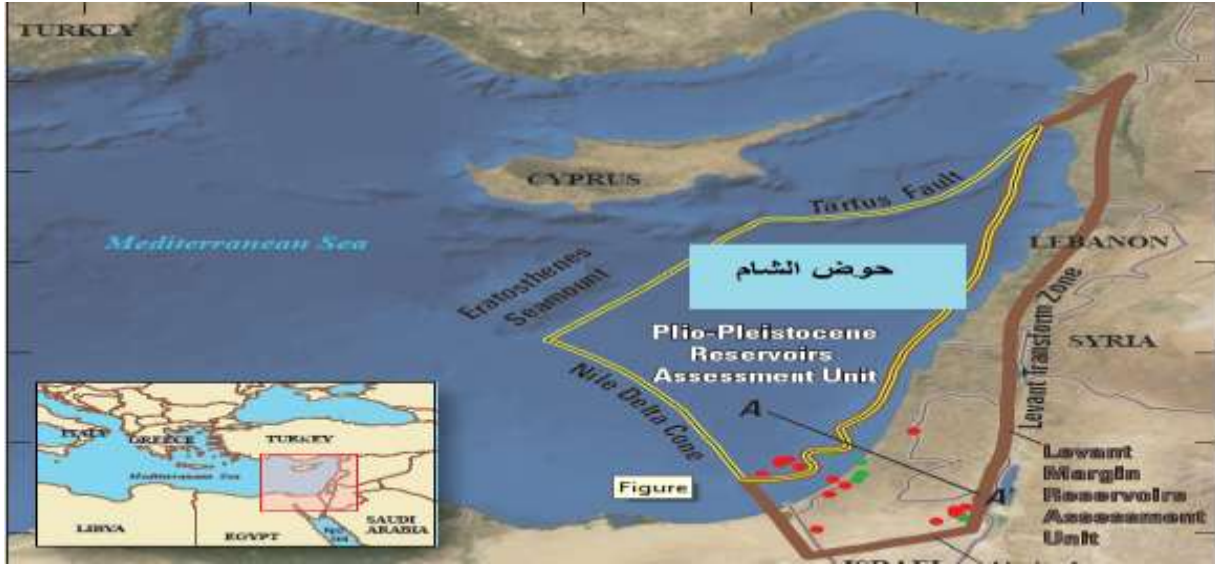 TURKEY
CYPRUS
Tartus Fault
Mediterranean Sea
LEBANON
حوض الشام
Eratosthenes
Seamount
Levant Transform Zone
SYRIA
Plio-Pleistocene
Reservoirs
Assessment Unit
Nile Delta Cone
A
Figure
A'
Levant
Margin
Reservoirs
Assessment
Unit
ISRAEL
ITALY
GREECE
TURKEY
Mediterranean Sea
LIBYA
EGYPT
SAUDI
ARABIA